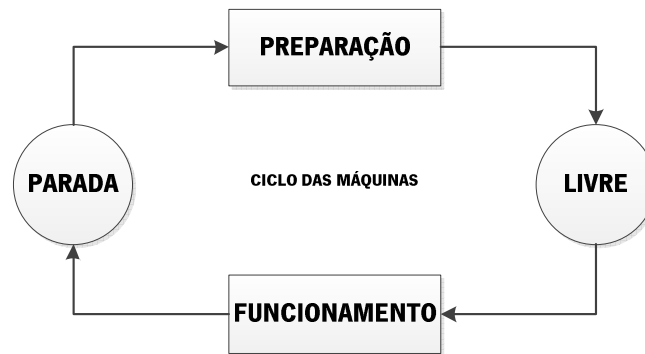 PREPARAÇÃO
PARADA
CICLO DAS MÁQUINAS
LIVRE
FUNCIONAMENTO